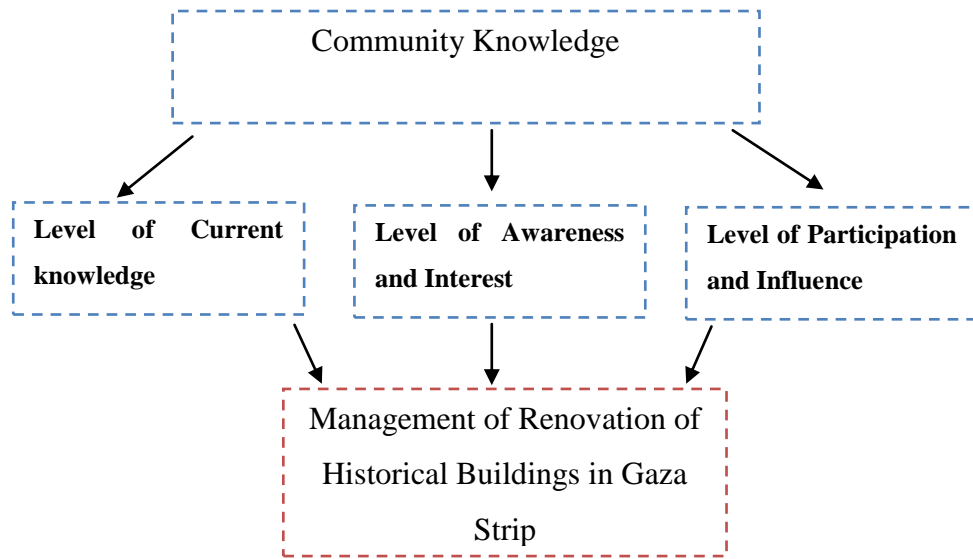 Community Knowledge
Level of Current
knowledge
Level of Awareness
and Interest
Level of Participation
and Influence
Management of Renovation of
Historical Buildings in Gaza
Strip